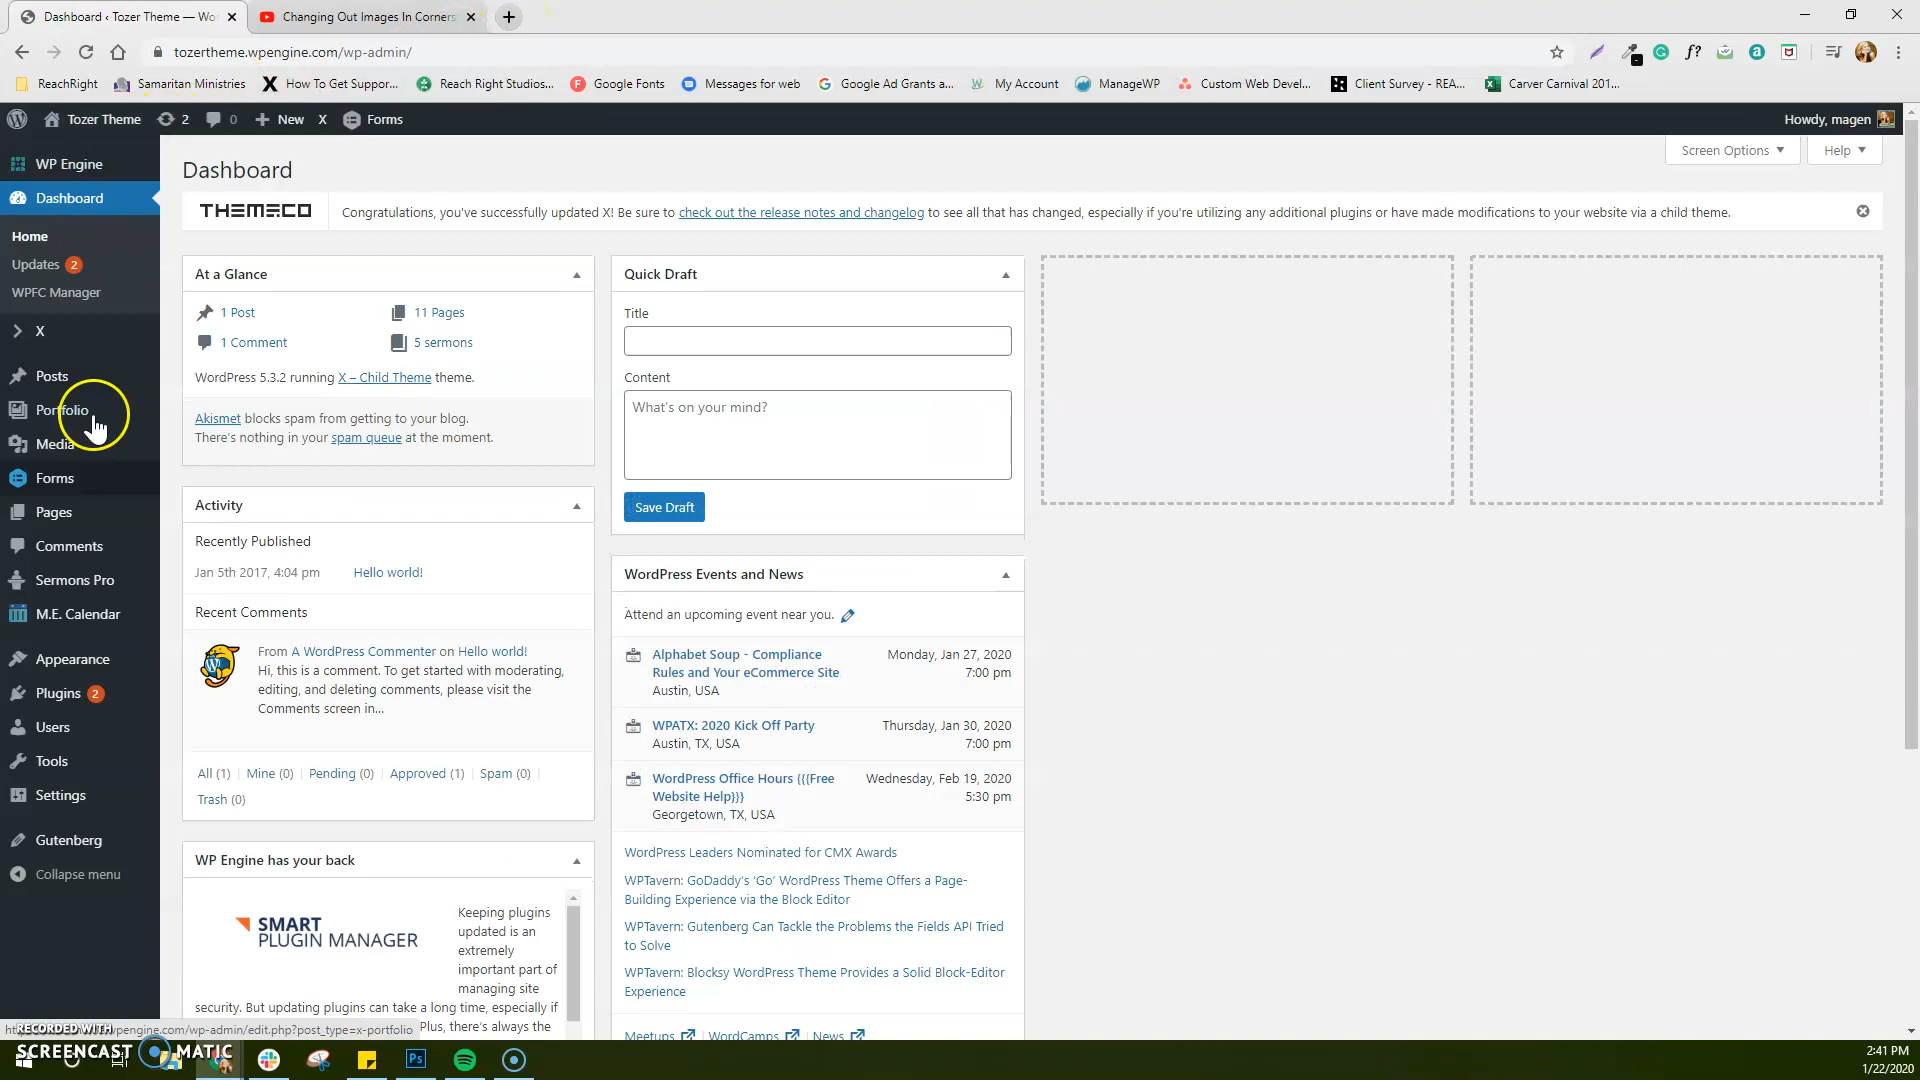 Dashboard ‹ Tozer Theme — Wor
Changing Out Images In Corners
tozertheme.wpengine.com/wp-admin/
ReachRight
Samaritan Ministries
How To Get Support...
Reach Right Studios...
Google Fonts
Messages for web
Google Ad Grants a...
My Account
ManageWP
Custom Web Devel...
Client Survey - REA...
Carver Carnival 201...
Tozer Theme
2
0
New
X
Forms
Howdy, magen
WP Engine
Dashboard
Home
Updates 2
WPFC Manager
X
Posts
Portfolio
Media
Forms
Pages
Comments
Sermons Pro
M.E. Calendar
Appearance
Plugins 2
Users
Tools
Settings
Gutenberg
Collapse menu
Screen Options
Help
Dashboard
THEMECO
Congratulations, you've successfully updated X! Be sure to check out the release notes and changelog to see all that has changed, especially if you're utilizing any additional plugins or have made modifications to your website via a child theme.
At a Glance
1 Post
11 Pages
1 Comment
5 sermons
WordPress 5.3.2 running X – Child Theme theme.
Akismet blocks spam from getting to your blog.
There's nothing in your spam queue at the moment.
Activity
Recently Published
Jan 5th 2017, 4:04 pm
Hello world!
Recent Comments
From A WordPress Commenter on Hello world!
Hi, this is a comment. To get started with moderating,
editing, and deleting comments, please visit the
Comments screen in...
All (1) | Mine (0) | Pending (0) | Approved (1) | Spam (0) |
Trash (0)
WP Engine has your back
SMART
PLUGIN MANAGER
Keeping plugins
updated is an
extremely
important part of
managing site
security. But updating plugins can take a long time, especially if
Plus, there's always the
Quick Draft
Title
Content
What's on your mind?
Save Draft
WordPress Events and News
Attend an upcoming event near you.
Alphabet Soup - Compliance
Rules and Your eCommerce Site
Austin, USA
Monday, Jan 27, 2020
7:00 pm
WPATX: 2020 Kick Off Party
Austin, TX, USA
Thursday, Jan 30, 2020
7:00 pm
WordPress Office Hours {{{Free
Website Help}}}
Georgetown, TX, USA
Wednesday, Feb 19, 2020
5:30 pm
WordPress Leaders Nominated for CMX Awards
WPTavern: GoDaddy's 'Go' WordPress Theme Offers a Page-
Building Experience via the Block Editor
WPTavern: Gutenberg Can Tackle the Problems the Fields API Tried
to Solve
WPTavern: Blocksy WordPress Theme Provides a Solid Block-Editor
Experience
Meetups | WordCamps | News
wpengine.com/wp-admin/edit.php?post_type=x-portfolio
RECORDED WITH
SCREENCAST MATIC
Ps
2:41 PM
1/22/2020